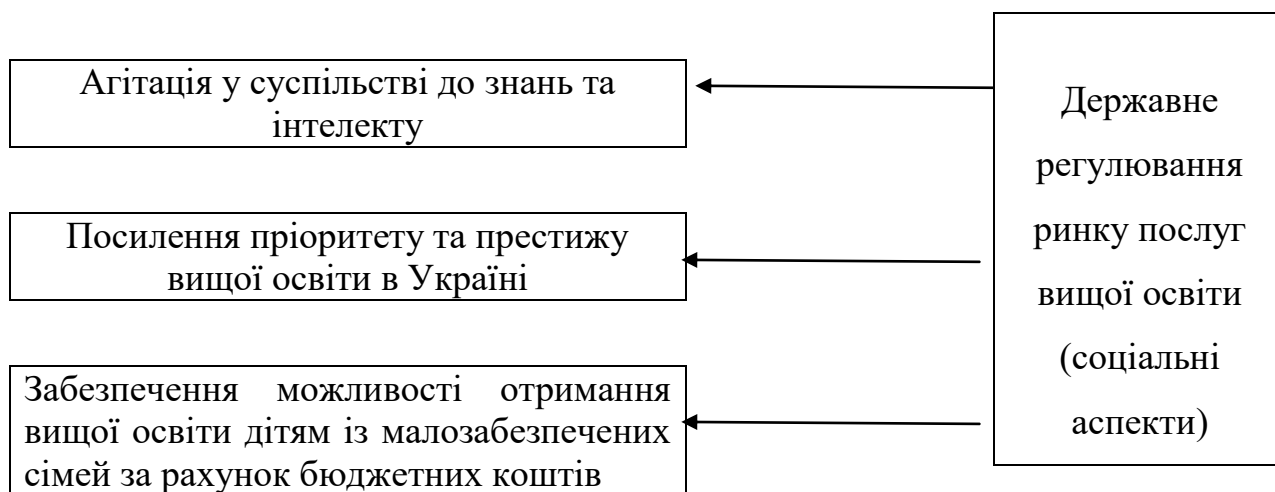 Агітація у суспільстві до знань та
інтелекту
Посилення пріоритету та престижу
вищої освіти в Україні
Забезпечення можливості отримання
вищої освіти дітям із малозабезпечених
сімей за рахунок бюджетних коштів
Державне
регулювання
ринку послуг
вищої освіти
(соціальні
аспекти)